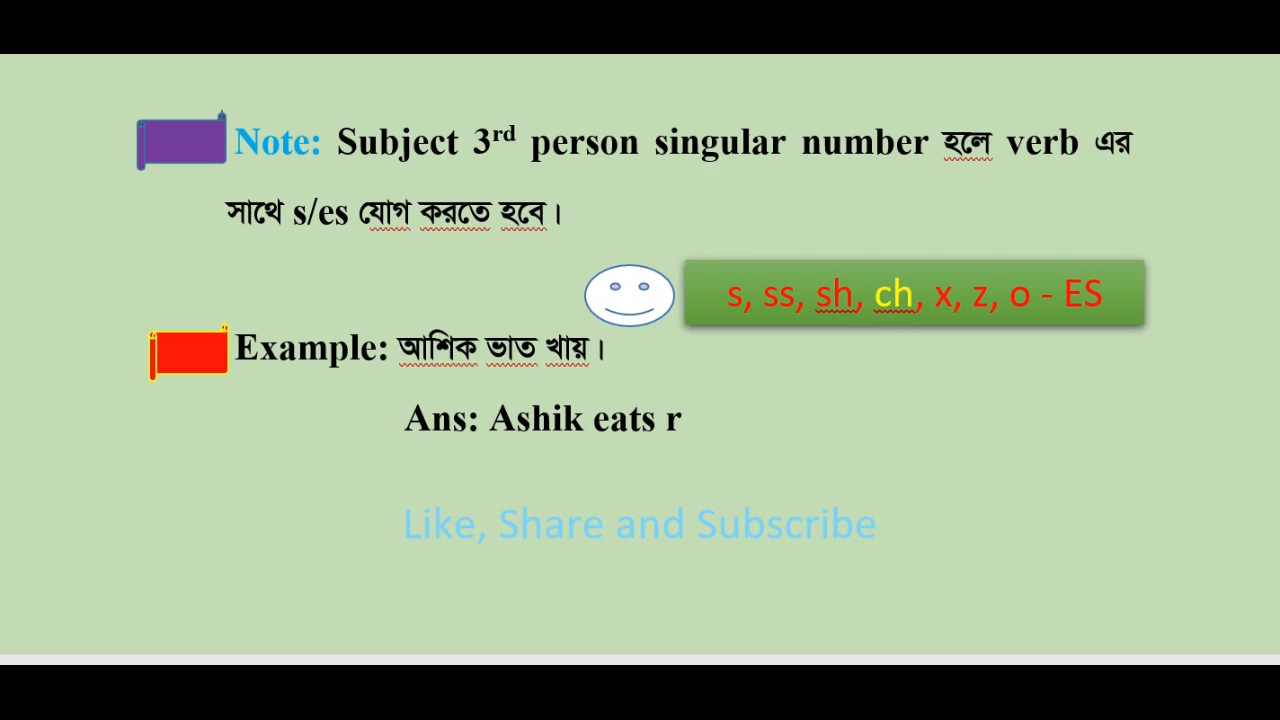 Note: Subject 3rd person singular number হলে verb এর
সাথে s/es যোগ করতে হবে।
s, ss, sh, ch, x, z, o - ES
Example: আশিক ভাত খায়।
Ans: Ashik eats r
Like, Share and Subscribe